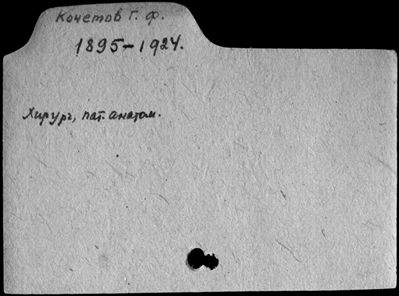 Кочетов Г. Ф.
1895-1924.
Хирург, пат. анатом.